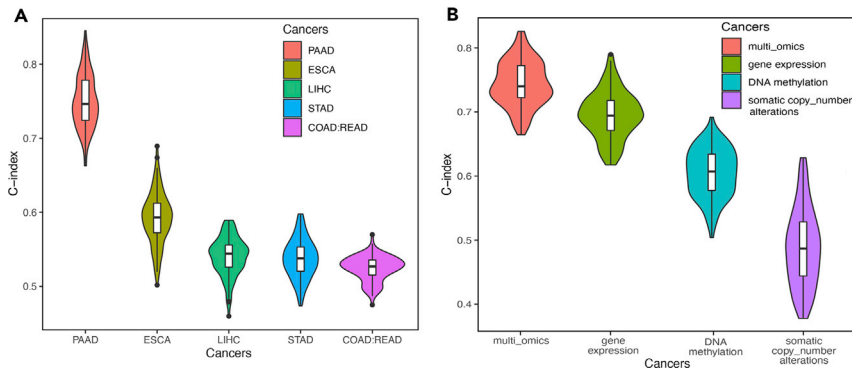 A
Cancers
PAAD
ESCA
LIHC
STAD
COAD:READ
C-index
0.8
0.7
0.6
0.5
PAAD ESCA LIHC STAD COAD:READ
Cancers
B
Cancers
multi_omics
gene expression
DNA methylation
somatic copy_number
alterations
C-index
0.8
0.7
0.6
0.5
0.4
multi_omics gene DNA somatic
expression methylation copy_number
alterations
Cancers